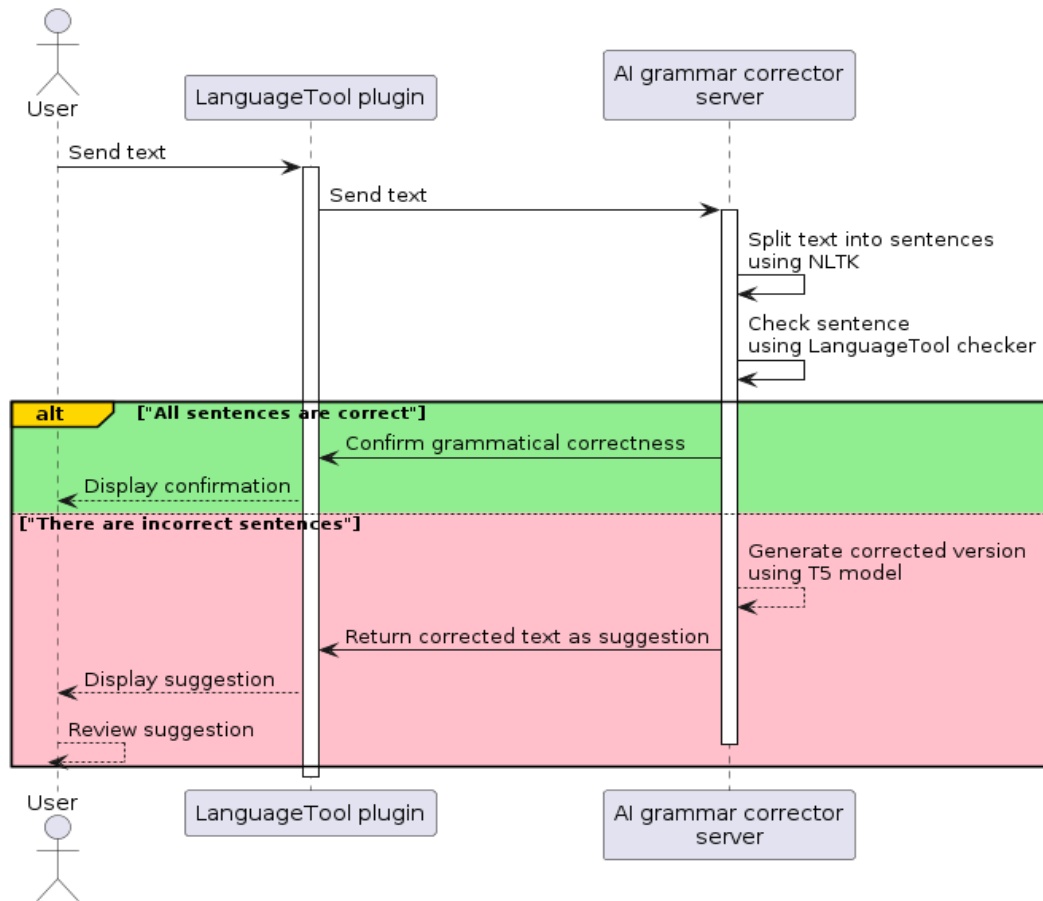 User
LanguageTool plugin
AI grammar corrector
server
Send text
Send text
Split text into sentences
using NLTK
Check sentence
using LanguageTool checker
alt
["All sentences are correct"]
Confirm grammatical correctness
Display confirmation
["There are incorrect sentences"]
Generate corrected version
using T5 model
Return corrected text as suggestion
Display suggestion
Review suggestion
User
LanguageTool plugin
AI grammar corrector
server